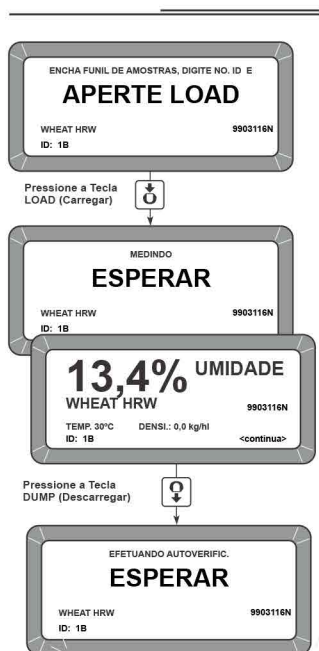 ENCHA FUNIL DE AMOSTRAS, DIGITE NO. ID E
APERTE LOAD
WHEAT HRW 9903116N
ID: 1B
Pressione a Tecla
LOAD (Carregar)
MEDINDO
ESPERAR
WHEAT HRW 9903116N
ID: 1B
13,4% UMIDADE
WHEAT HRW 9903116N
TEMP. 30ºC DENSI.: 0,0 kg/hl
ID: 1B <continua>
Pressione a Tecla
DUMP (Descarregar)
EFETUANDO AUTOVERIFIC.
ESPERAR
WHEAT HRW 9903116N
ID: 1B